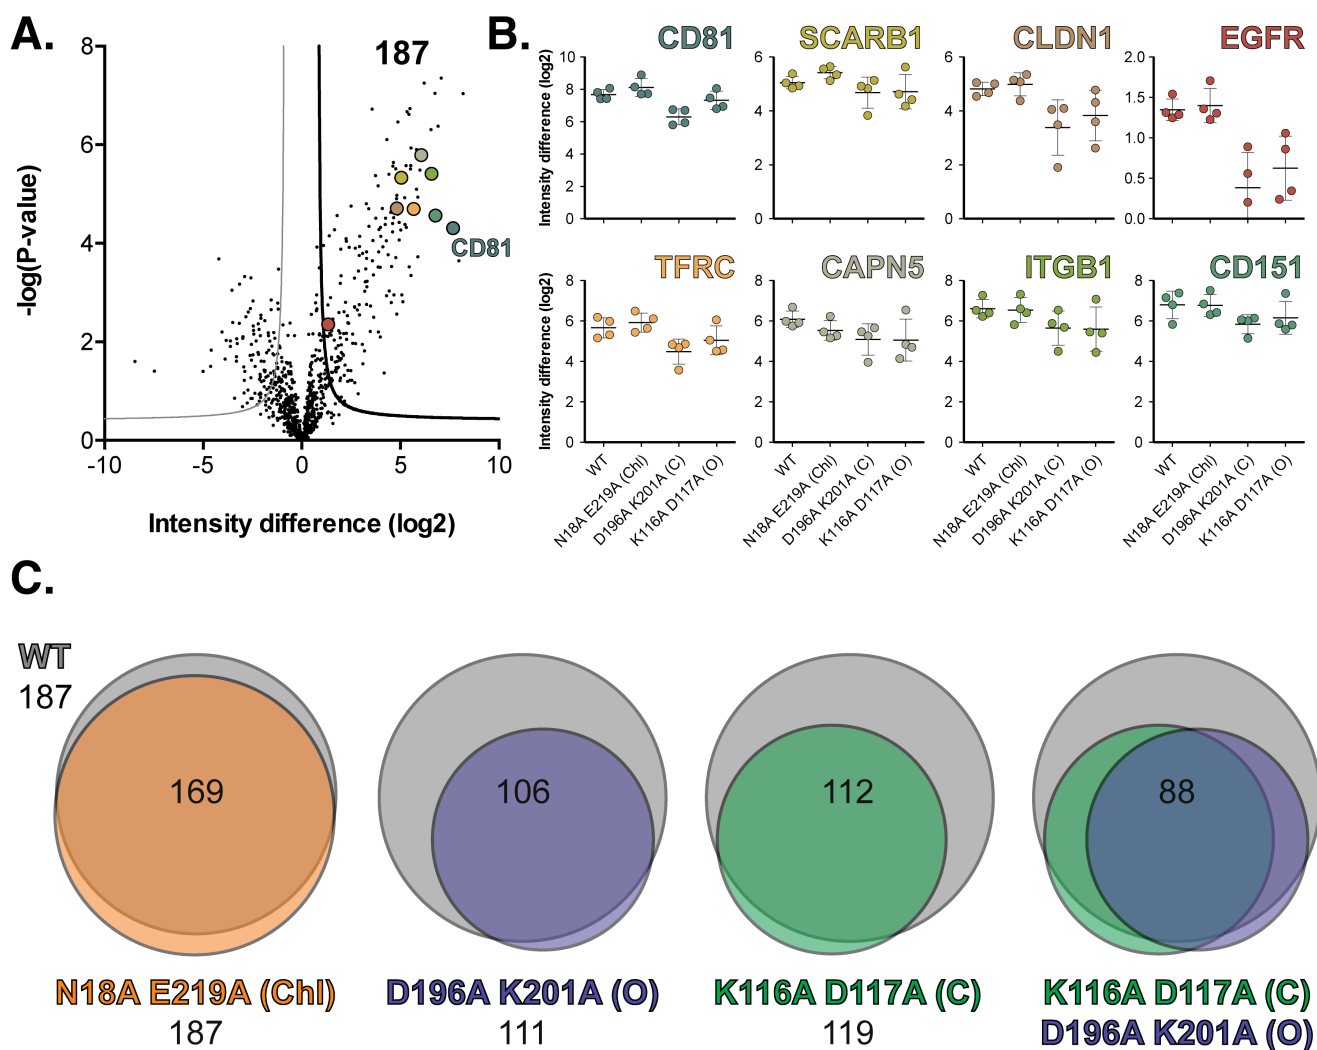 A.
187
-log(P-value)
8
6
4
2
0
CD81
-10 -5 0 5 10
Intensity difference (log2)
B.
CD81 SCARB1 CLDN1 EGFR
Intensity difference (log2)
10
8
6
4
2
0
6
4
2
0
6
4
2
0
2.0
1.5
1.0
0.5
0.0
TFRC CAPN5 ITGB1 CD151
Intensity difference (log2)
8
6
4
2
0
8
6
4
2
0
8
6
4
2
0
8
6
4
2
0
WT
N18A E219A (Chl)
D196A K201A (C)
K116A D117A (O)
WT
N18A E219A (Chl)
D196A K201A (C)
K116A D117A (O)
WT
N18A E219A (Chl)
D196A K201A (C)
K116A D117A (O)
WT
N18A E219A (Chl)
D196A K201A (C)
K116A D117A (O)
C.
WT
187
169
106
112
88
N18A E219A (Chl)
187
D196A K201A (O)
111
K116A D117A (C)
119
K116A D117A (C)
D196A K201A (O)